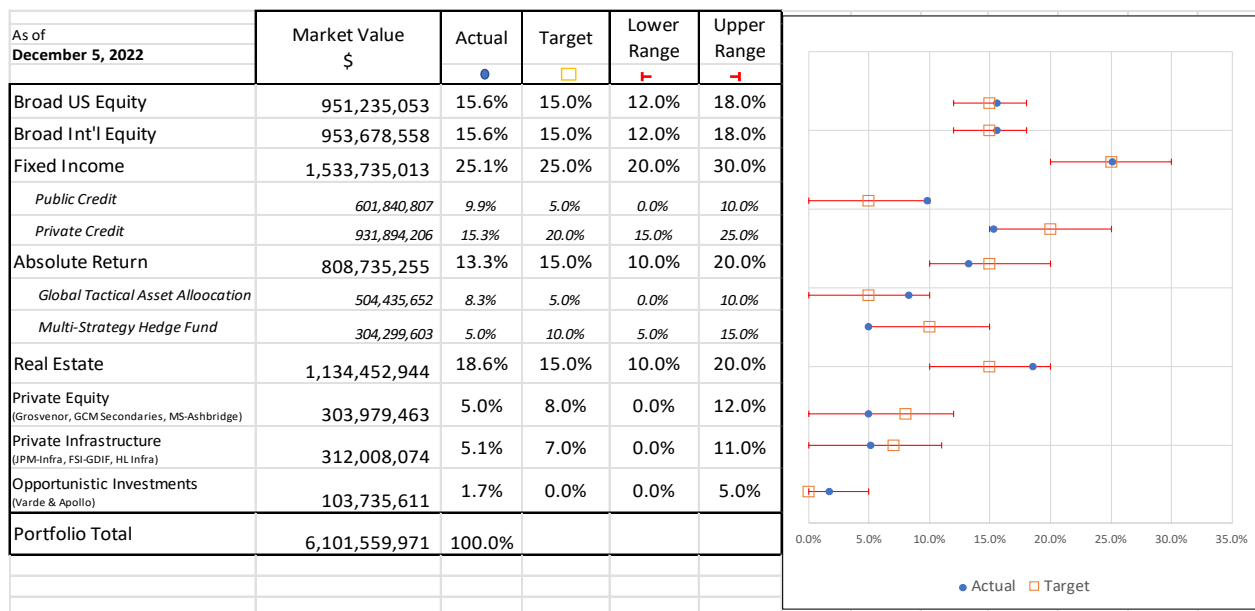 As of
December 5, 2022
Market Value
$
Actual
Target
Lower
Range
Upper
Range
Broad US Equity 951,235,053 15.6% 15.0% 12.0% 18.0%
Broad Int'l Equity 953,678,558 15.6% 15.0% 12.0% 18.0%
Fixed Income 1,533,735,013 25.1% 25.0% 20.0% 30.0%
Public Credit 601,840,807 9.9% 5.0% 0.0% 10.0%
Private Credit 931,894,206 15.3% 20.0% 15.0% 25.0%
Absolute Return 808,735,255 13.3% 15.0% 10.0% 20.0%
Global Tactical Asset Alloocation 504,435,652 8.3% 5.0% 0.0% 10.0%
Multi-Strategy Hedge Fund 304,299,603 5.0% 10.0% 5.0% 15.0%
Real Estate 1,134,452,944 18.6% 15.0% 10.0% 20.0%
Private Equity
(Grosvenor, GCM Secondaries, MS-Ashbridge) 303,979,463 5.0% 8.0% 0.0% 12.0%
Private Infrastructure
(JPM-Infra, FSI-GDIF, HL Infra) 312,008,074 5.1% 7.0% 0.0% 11.0%
Opportunistic Investments
(Varde & Apollo) 103,735,611 1.7% 0.0% 0.0% 5.0%
Portfolio Total 6,101,559,971 100.0%
0.0% 5.0% 10.0% 15.0% 20.0% 25.0% 30.0% 35.0%
Actual Target